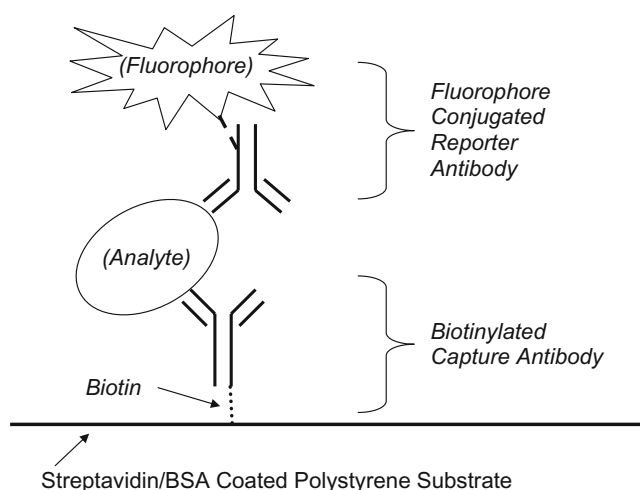 (Fluorophore)
Fluorophore
Conjugated
Reporter
Antibody
(Analyte)
Biotinylated
Capture Antibody
Biotin
Streptavidin/BSA Coated Polystyrene Substrate